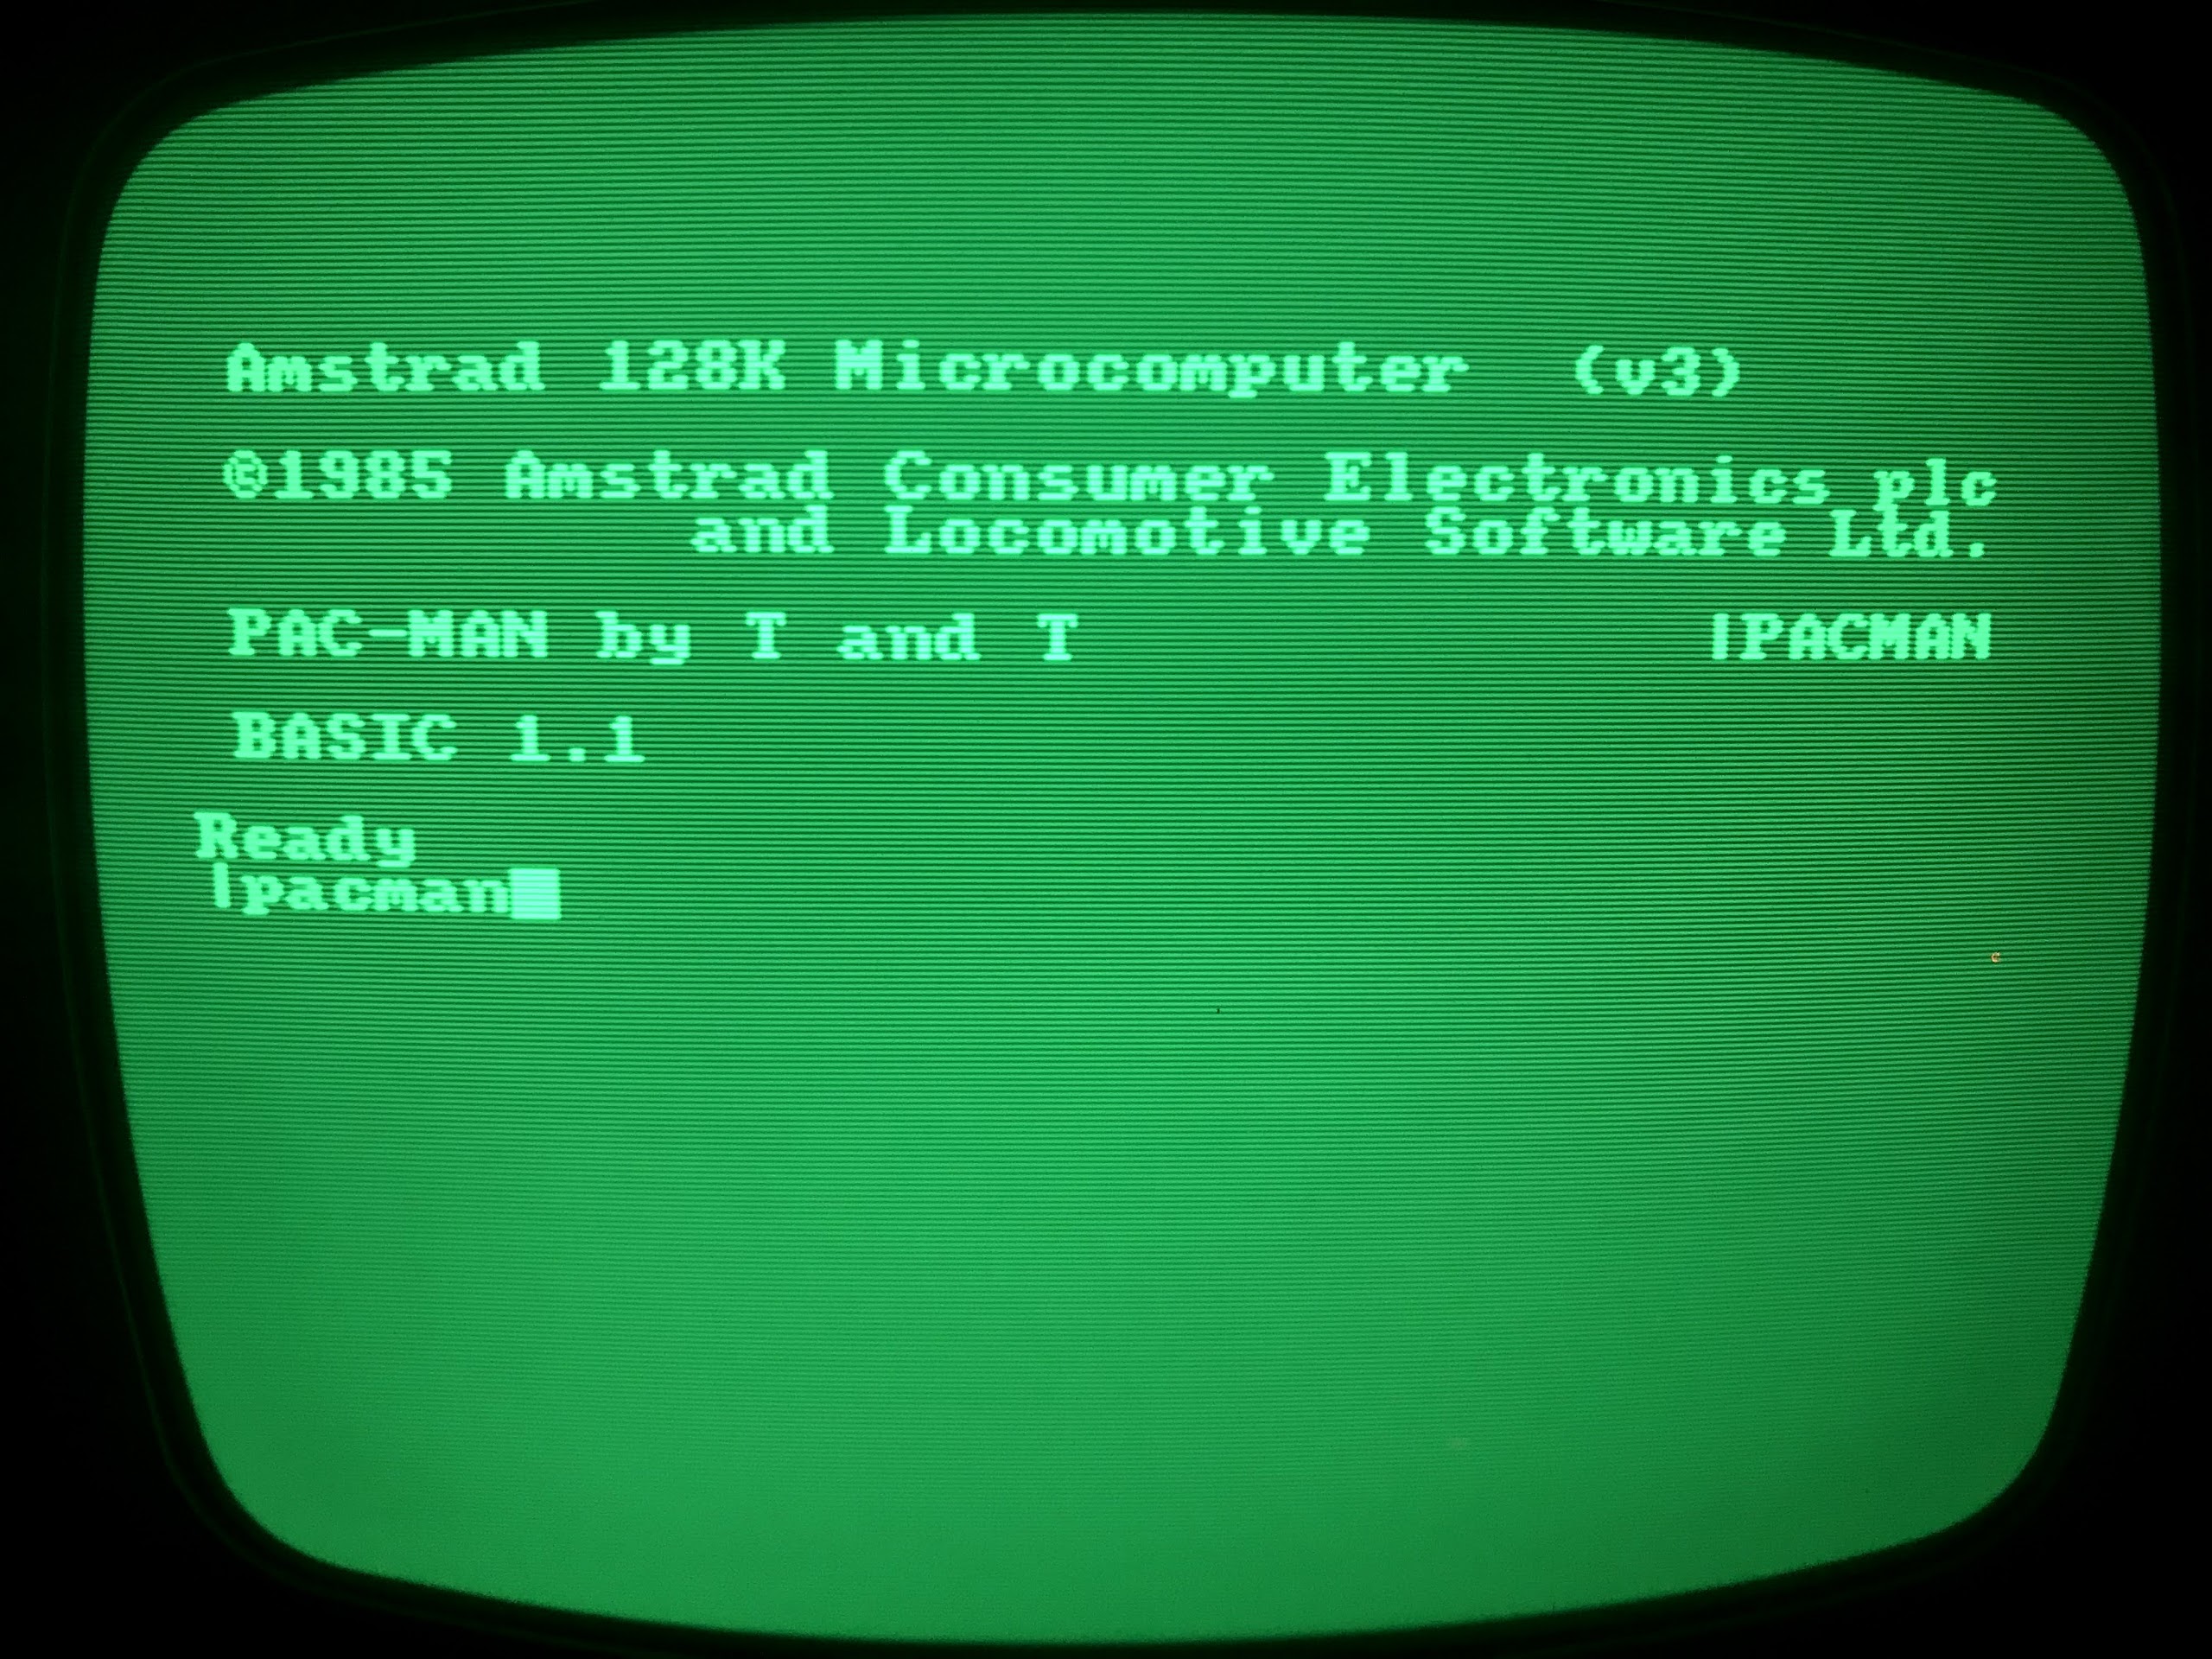 Amstrad 128K Microcomputer (v3)
©1985 Amstrad Consumer Electronics plc
and Locomotive Software Ltd.
PAC-MAN by T and T |PACMAN
BASIC 1.1
Ready
|pacman